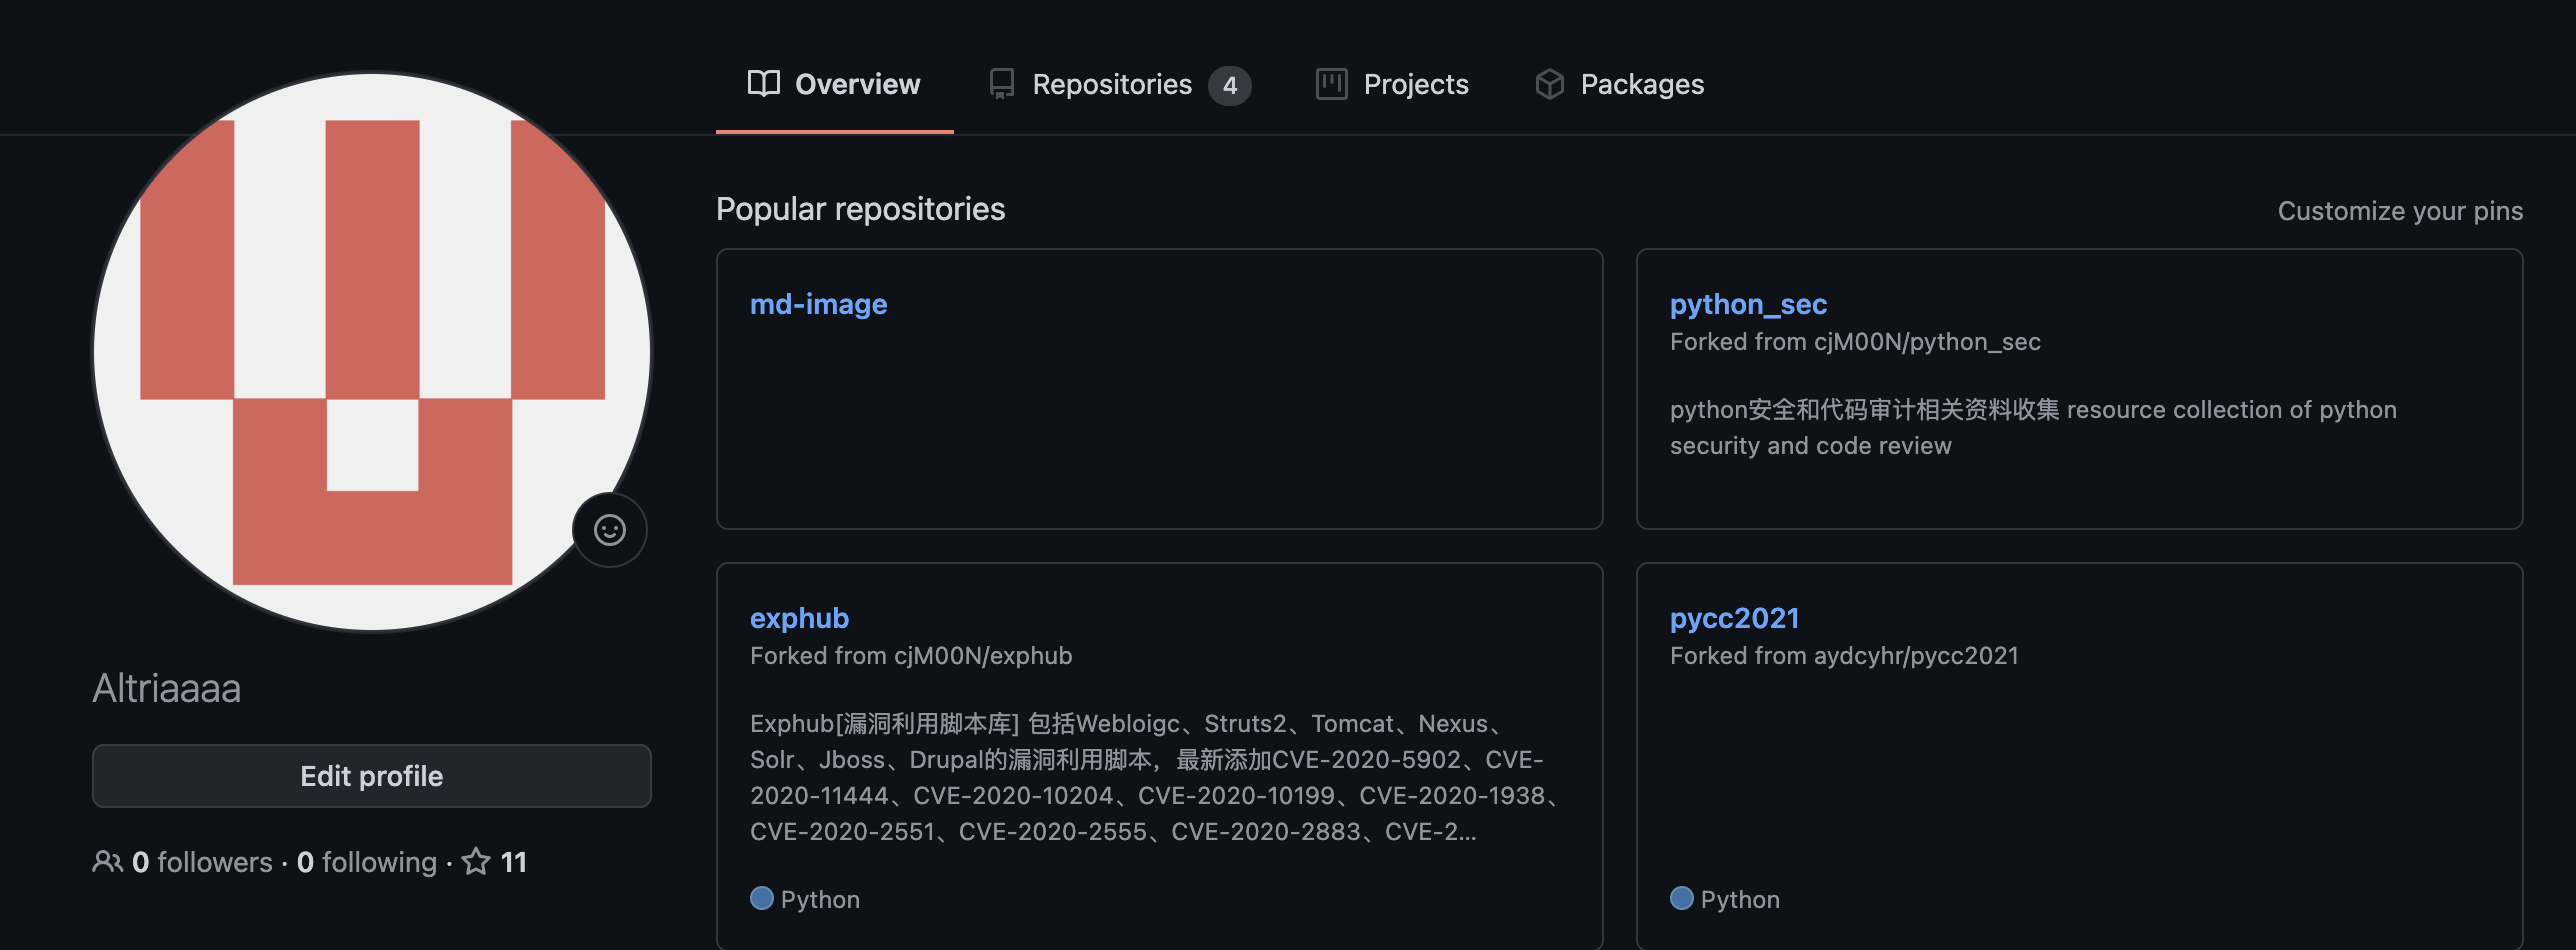 Overview
Repositories 4
Projects
Packages
Popular repositories
Customize your pins
md-image
python_sec
Forked from cjM00N/python_sec
python安全和代码审计相关资料收集 resource collection of python
security and code review
exphub
Forked from cjM00N/exphub
Exphub[漏洞利用脚本库] 包括Webloigc、Struts2、Tomcat、Nexus、
Solr、Jboss、Drupal的漏洞利用脚本，最新添加CVE-2020-5902、CVE-
2020-11444、CVE-2020-10204、CVE-2020-10199、CVE-2020-1938、
CVE-2020-2551、CVE-2020-2555、CVE-2020-2883、CVE-2...
Python
pycc2021
Forked from aydcyhr/pycc2021
Python
Altriaaaa
Edit profile
0 followers · 0 following · 11